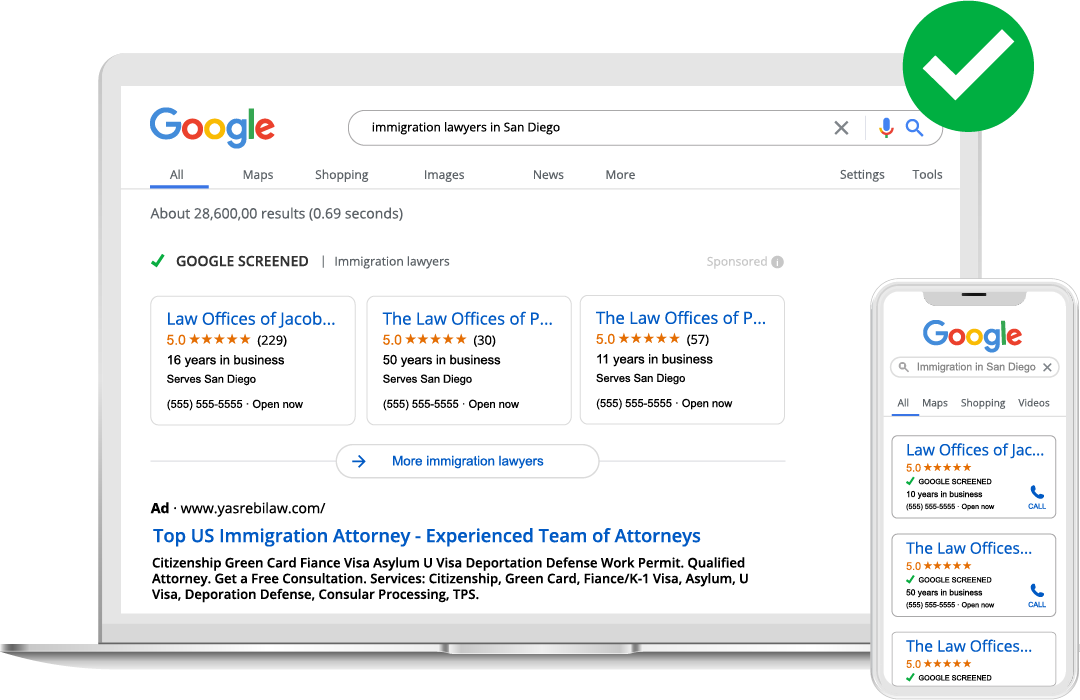 Google
immigration lawyers in San Diego
All Maps Shopping Images News More Settings Tools
About 28,600,00 results (0.69 seconds)
GOOGLE SCREENED | Immigration lawyers Sponsored
Law Offices of Jacob...
5.0 ★★★★★ (229)
16 years in business
Serves San Diego
(555) 555-5555 · Open now
The Law Offices of P...
5.0 ★★★★★ (30)
50 years in business
Serves San Diego
(555) 555-5555 · Open now
The Law Offices of P...
5.0 ★★★★★ (57)
11 years in business
Serves San Diego
(555) 555-5555 · Open now
More immigration lawyers
Ad · www.yasrebilaw.com/
Top US Immigration Attorney - Experienced Team of Attorneys
Citizenship Green Card Fiance Visa Asylum U Visa Deportation Defense Work Permit. Qualified
Attorney. Get a Free Consultation. Services: Citizenship, Green Card, Fiance/K-1 Visa, Asylum, U
Visa, Deporation Defense, Consular Processing, TPS.
Google
Immigration in San Diego
All Maps Shopping Videos
Law Offices of Jac...
5.0 ★★★★★
GOOGLE SCREENED
10 years in business
(555) 555-5555 · Open now
CALL
The Law Offices...
5.0 ★★★★★
GOOGLE SCREENED
50 years in business
(555) 555-5555 · Open now
CALL
The Law Offices...
5.0 ★★★★★
GOOGLE SCREENED